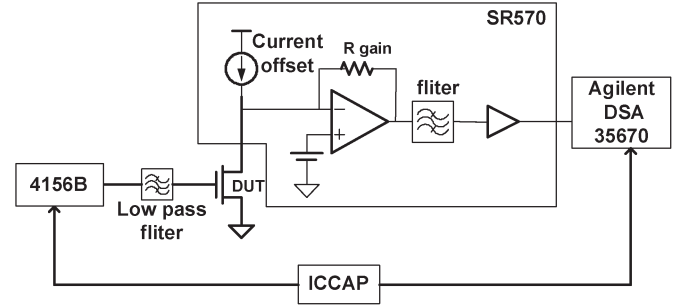 SR570
Current
offset
R gain
fliter
Agilent
DSA
35670
−
+
4156B
DUT
Low pass
fliter
ICCAP